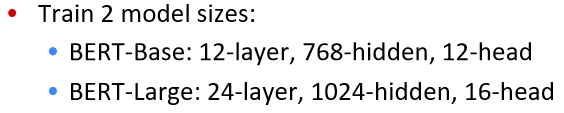 • Train 2 model sizes:
• BERT-Base: 12-layer, 768-hidden, 12-head
• BERT-Large: 24-layer, 1024-hidden, 16-head